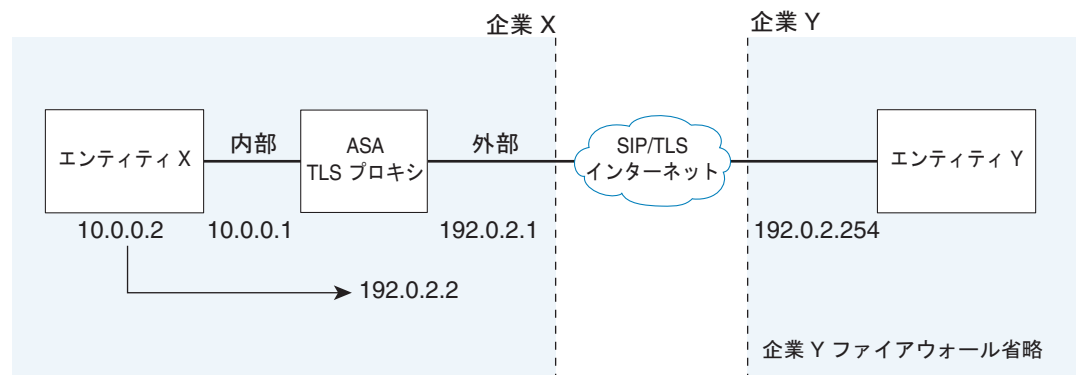 企業 X
企業 Y
エンティティ X
内部
ASA
TLS プロキシ
外部
SIP/TLS
インターネット
エンティティ Y
10.0.0.2
10.0.0.1
192.0.2.1
192.0.2.254
192.0.2.2
企業 Y ファイアウォール省略